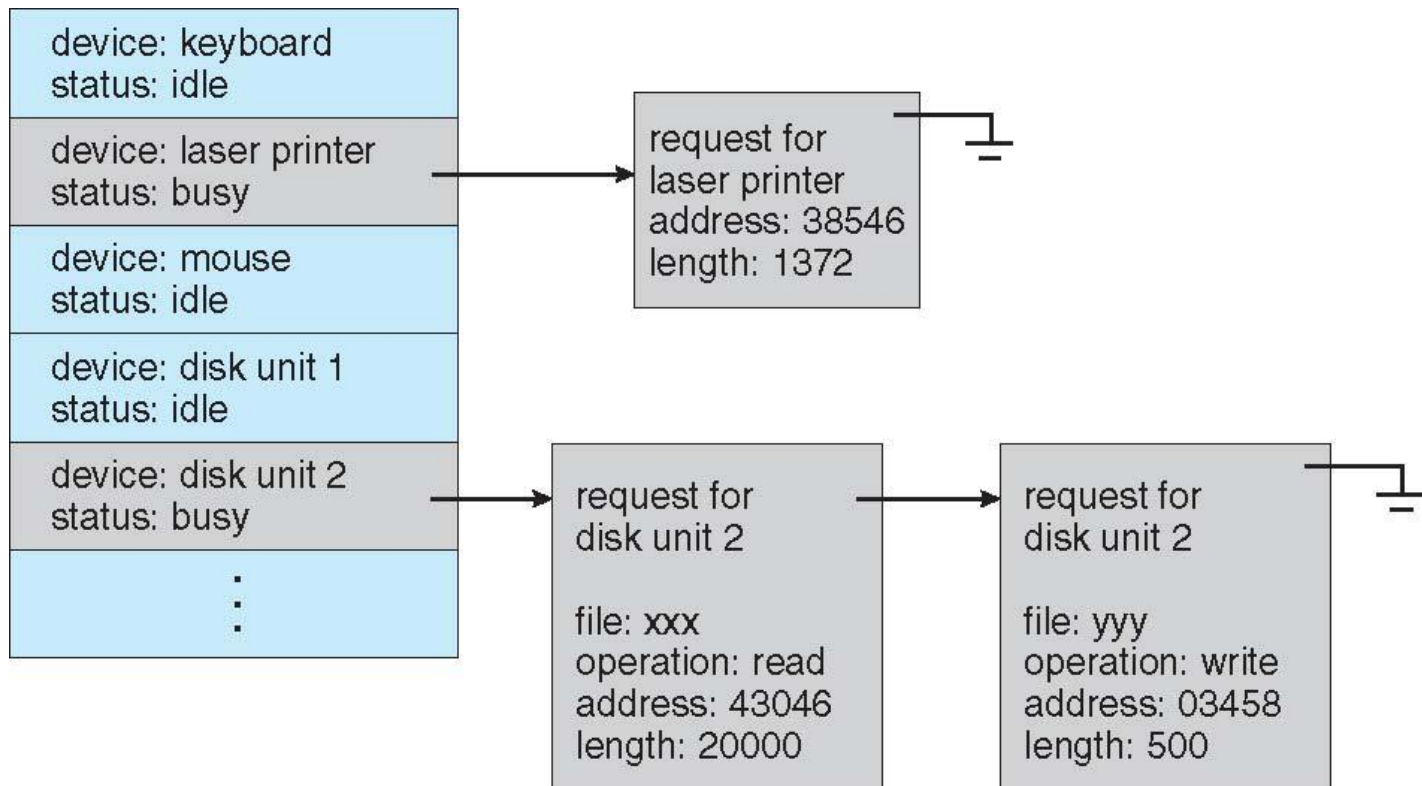 device: keyboard
status: idle
device: laser printer
status: busy
device: mouse
status: idle
device: disk unit 1
status: idle
device: disk unit 2
status: busy
request for
laser printer
address: 38546
length: 1372
request for
disk unit 2
file: xxx
operation: read
address: 43046
length: 20000
request for
disk unit 2
file: yyy
operation: write
address: 03458
length: 500